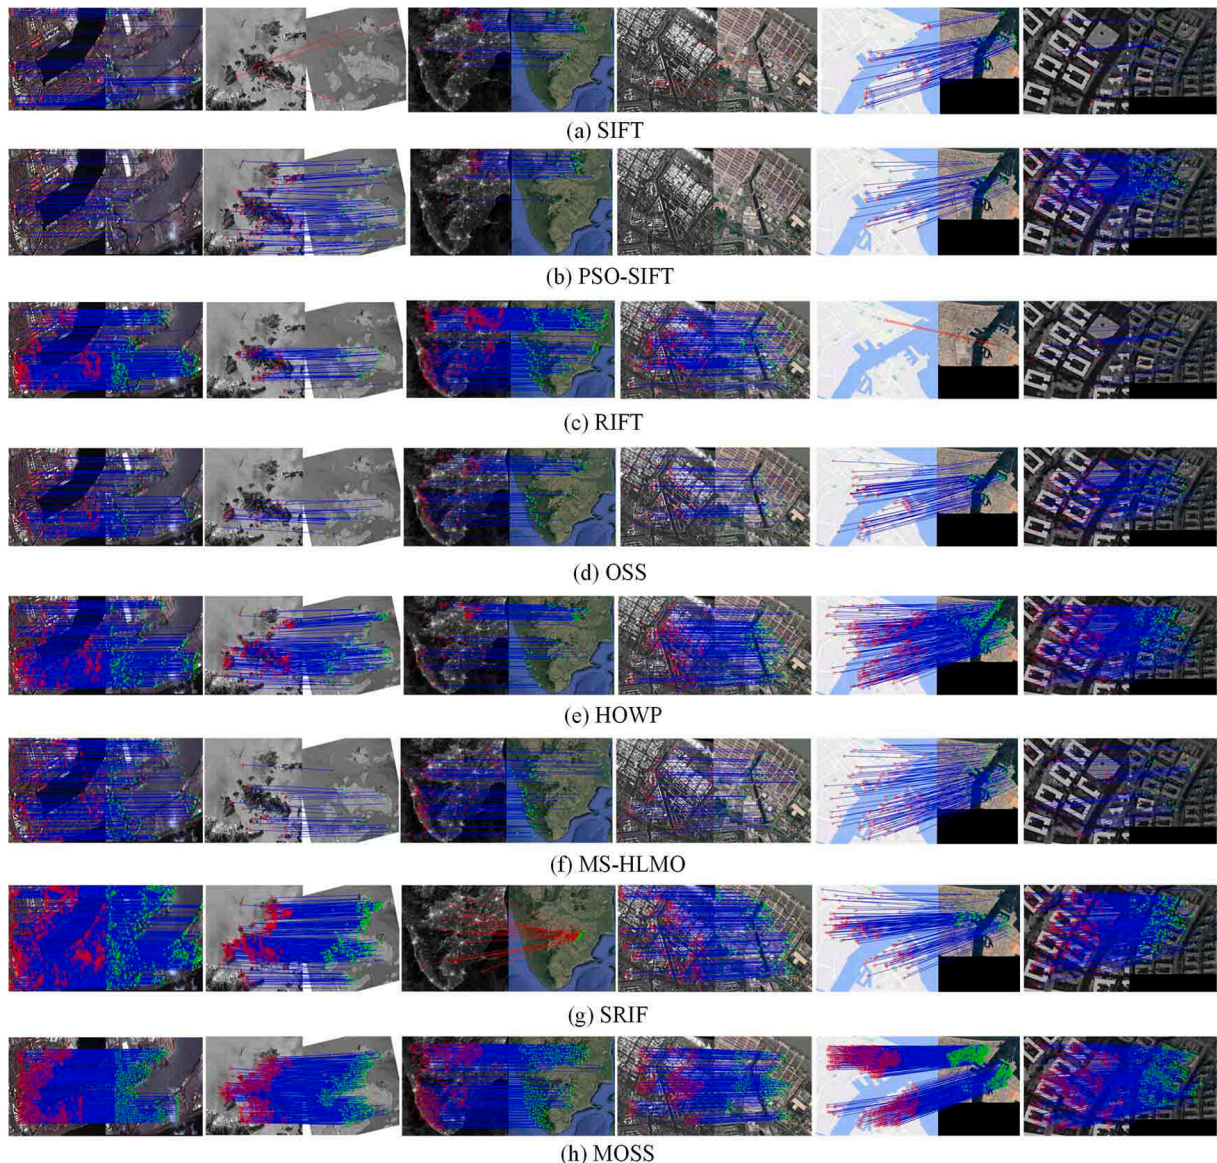 (a) SIFT
(b) PSO-SIFT
(c) RIFT
(d) OSS
(e) HOWP
(f) MS-HLMO
(g) SRIF
(h) MOSS